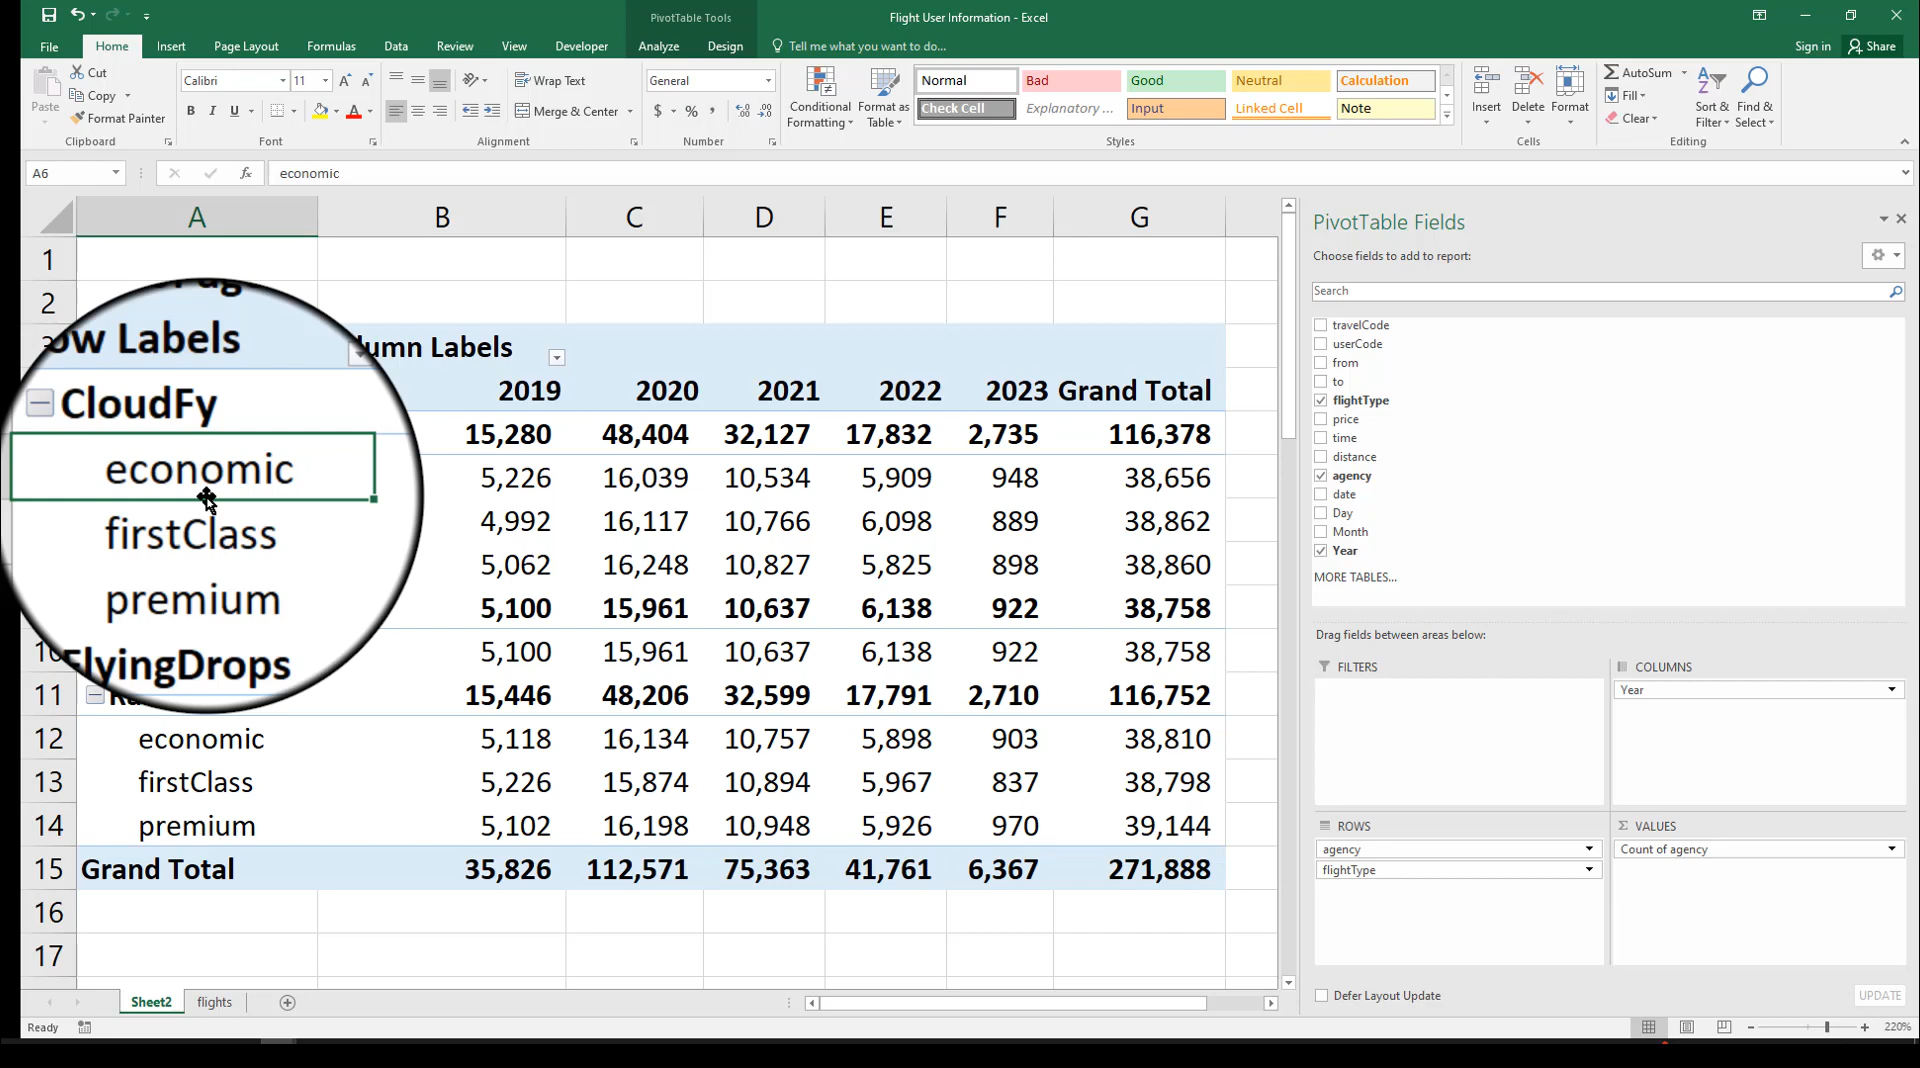 PivotTable Tools
Flight User Information - Excel
File Home Insert Page Layout Formulas Data Review View Developer Analyze Design Tell me what you want to do... Sign in Share
Cut
Copy
Paste
Format Painter
Clipboard
Calibri 11
B I U
Font
Wrap Text
Merge & Center
Alignment
General
$ % ,
Number
Conditional Formatting
Format as Table
Normal Bad Good Neutral Calculation
Check Cell Explanatory ... Input Linked Cell Note
Styles
Insert Delete Format
Cells
AutoSum
Fill
Clear
Sort & Filter
Find & Select
Editing
A6 fx economic
A B C D E F G
1
2
ow Labels
umn Labels
2019 2020 2021 2022 2023 Grand Total
CloudFy 15,280 48,404 32,127 17,832 2,735 116,378
economic 5,226 16,039 10,534 5,909 948 38,656
firstClass 4,992 16,117 10,766 6,098 889 38,862
premium 5,062 16,248 10,827 5,825 898 38,860
FlyingDrops 5,100 15,961 10,637 6,138 922 38,758
10 5,100 15,961 10,637 6,138 922 38,758
11 15,446 48,206 32,599 17,791 2,710 116,752
12 economic 5,118 16,134 10,757 5,898 903 38,810
13 firstClass 5,226 15,874 10,894 5,967 837 38,798
14 premium 5,102 16,198 10,948 5,926 970 39,144
15 Grand Total 35,826 112,571 75,363 41,761 6,367 271,888
16
17
PivotTable Fields
Choose fields to add to report:
Search
travelCode
userCode
from
to
flightType
price
time
distance
agency
date
Day
Month
Year
MORE TABLES...
Drag fields between areas below:
FILTERS
COLUMNS
Year
ROWS
agency
flightType
Σ VALUES
Count of agency
Defer Layout Update UPDATE
Sheet2 flights
Ready
220%